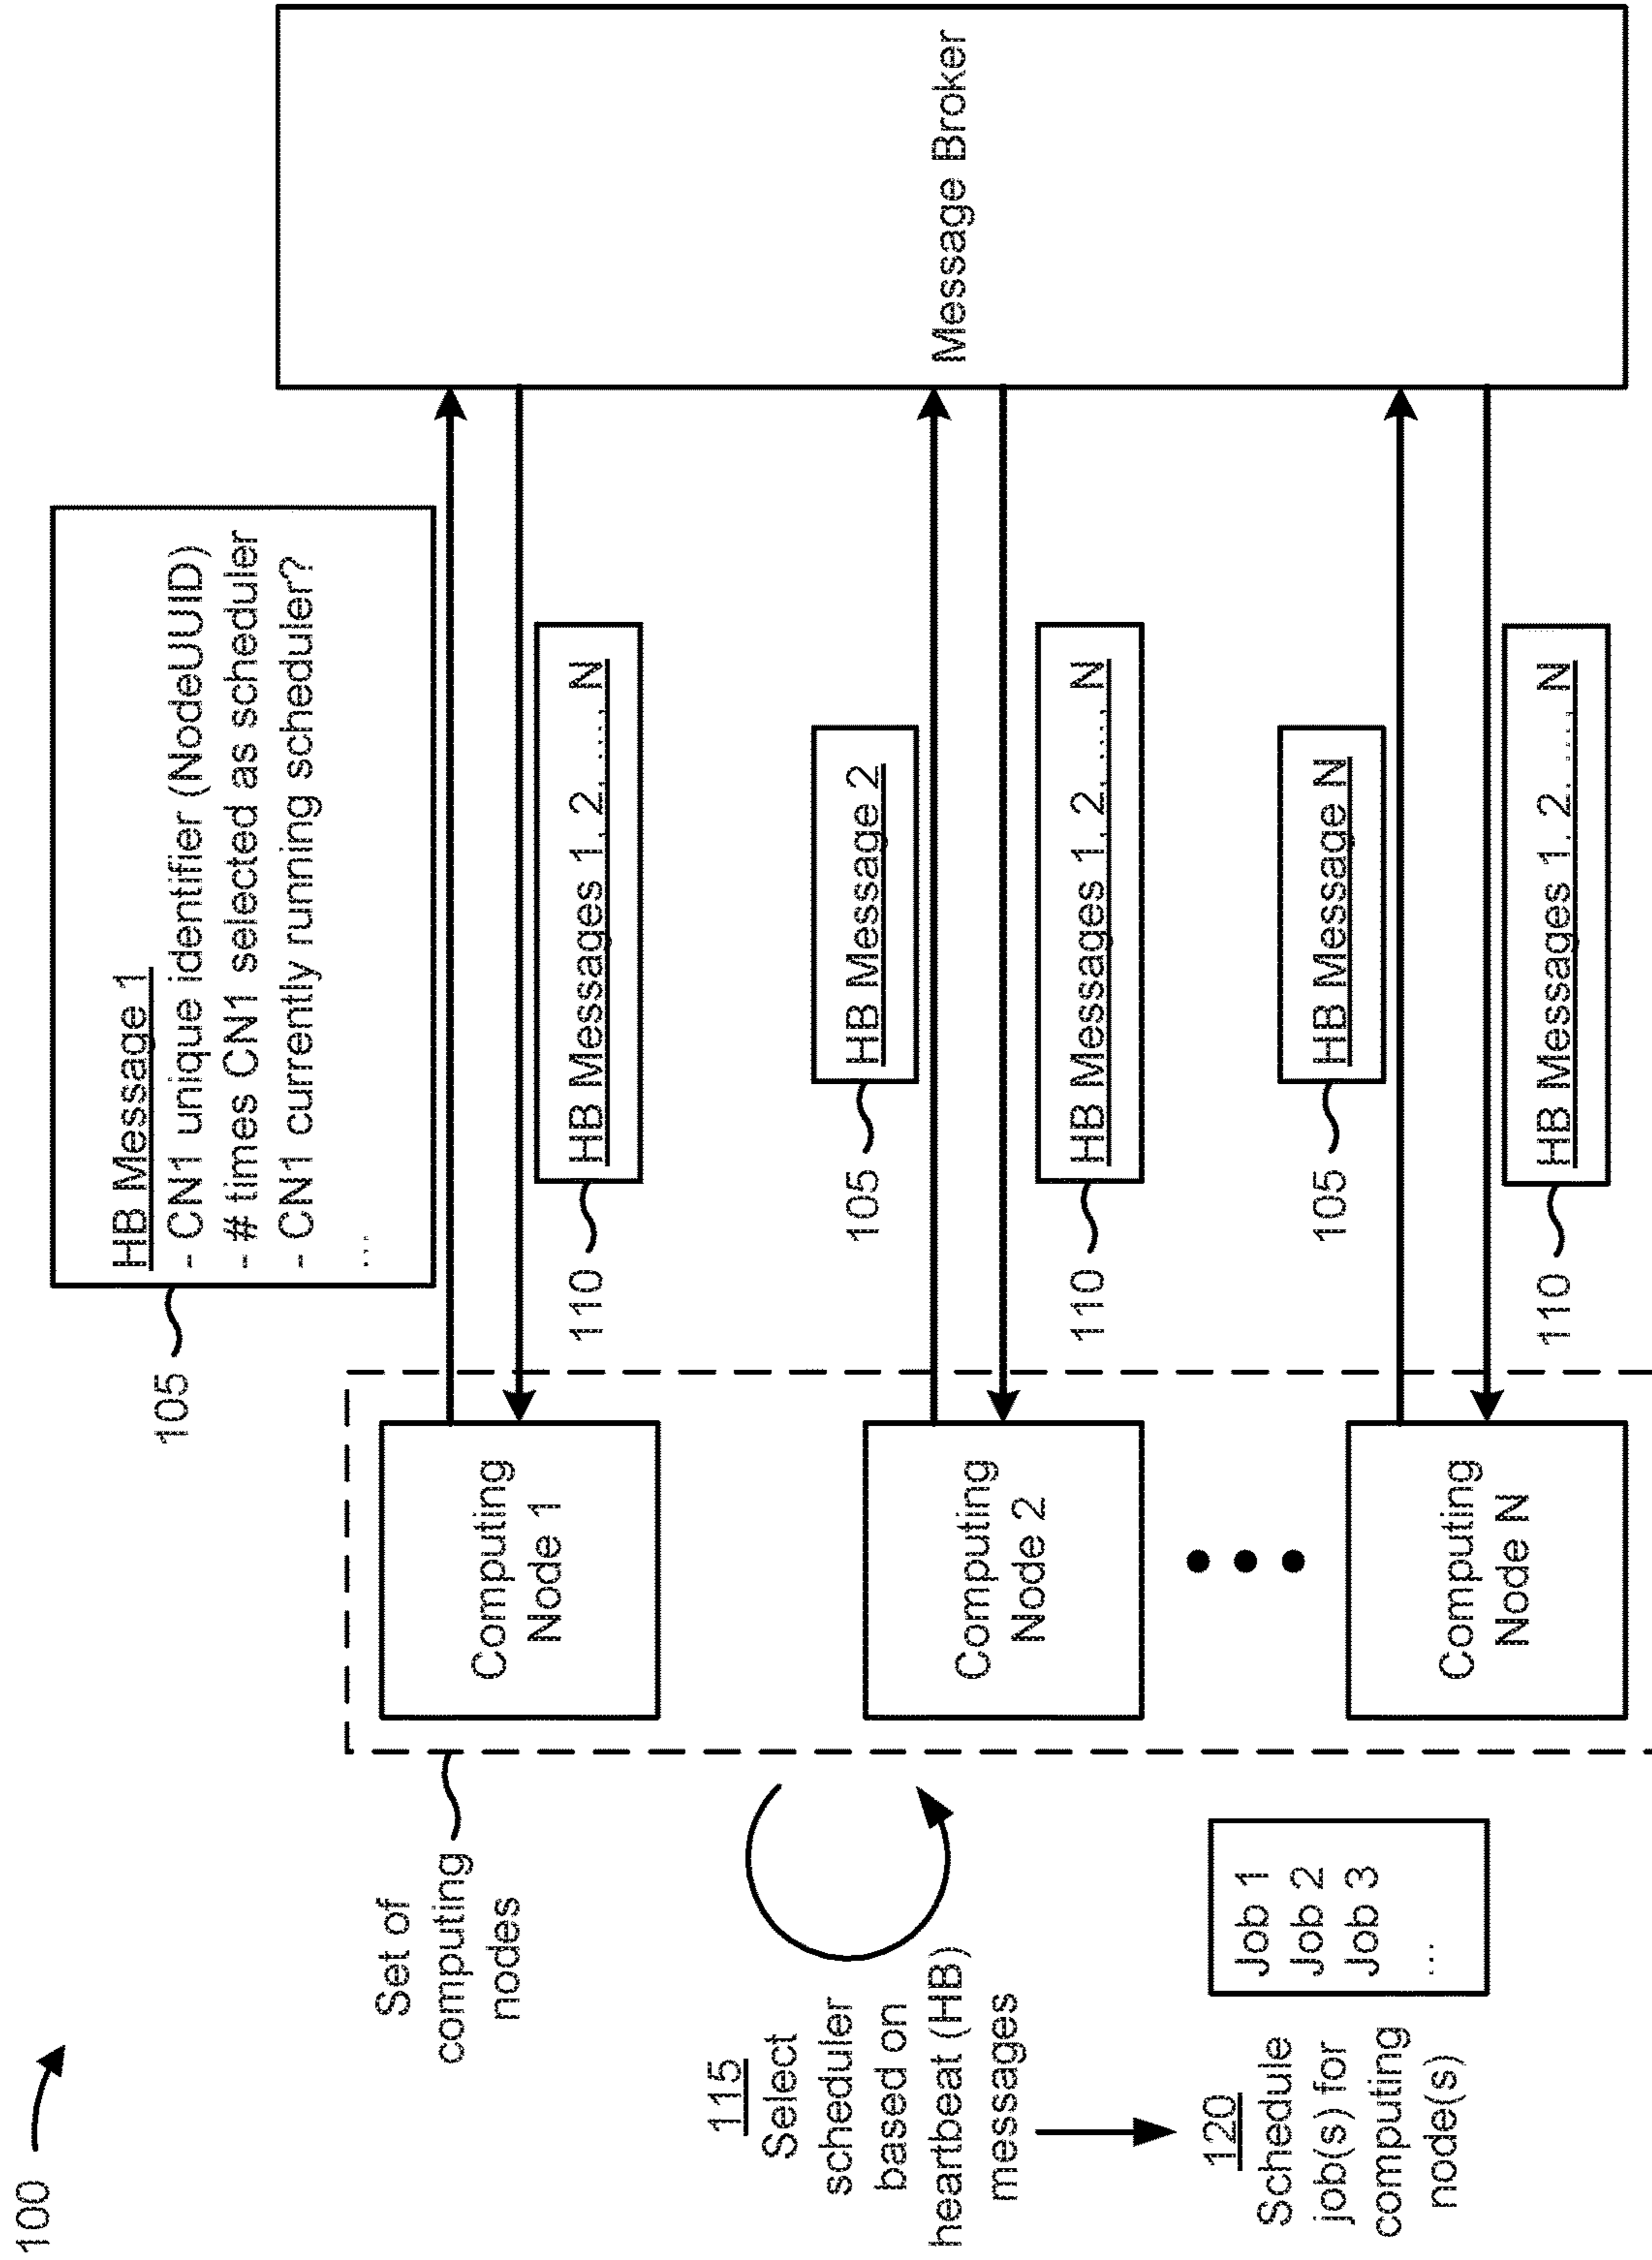 100
105
HB Message 1
- CN1 unique identifier (NodeUUID)
- # times CN1 selected as scheduler
- CN1 currently running scheduler?
...
Set of
computing
nodes
Computing
Node 1
110
HB Messages 1, 2, ..., N
Message Broker
115
Select
scheduler
based on
heartbeat (HB)
messages
105
HB Message 2
Computing
Node 2
110
HB Messages 1, 2, ..., N
120
Schedule
job(s) for
computing
node(s)
Job 1
Job 2
Job 3
...
105
HB Message N
Computing
Node N
110
HB Messages 1, 2, ..., N